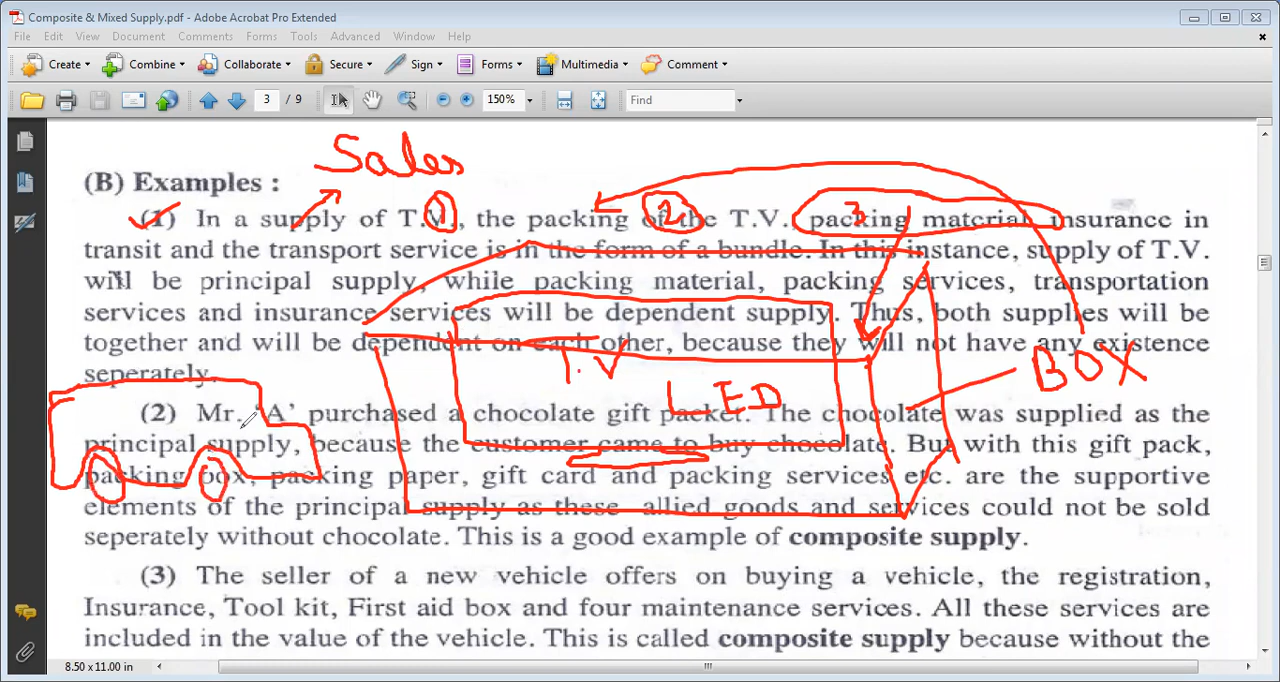 Composite & Mixed Supply.pdf - Adobe Acrobat Pro Extended
File Edit View Document Comments Forms Tools Advanced Window Help
Create Combine Collaborate Secure Sign Forms Multimedia Comment
3 / 9 150% Find
Sales
(B) Examples :
1 2 3
(1) In a supply of T.V., the packing of the T.V., packing material, insurance in
transit and the transport service is in the form of a bundle. In this instance, supply of T.V
will be principal supply, while packing material, packing services, transportation
services and insurance services will be dependent supply. Thus, both supplies will be
together and will be dependent on each other, because they will not have any existence
seperately.
T.V
BOX
LED
(2) Mr. 'A' purchased a chocolate gift packet. The chocolate was supplied as the
principal supply, because the customer came to buy chocolate. But with this gift pack,
packing box, packing paper, gift card and packing services etc. are the supportive
elements of the principal supply as these allied goods and services could not be sold
seperately without chocolate. This is a good example of composite supply.
(3) The seller of a new vehicle offers on buying a vehicle, the registration,
Insurance, Tool kit, First aid box and four maintenance services. All these services are
included in the value of the vehicle. This is called composite supply because without the
8.50 x 11.00 in